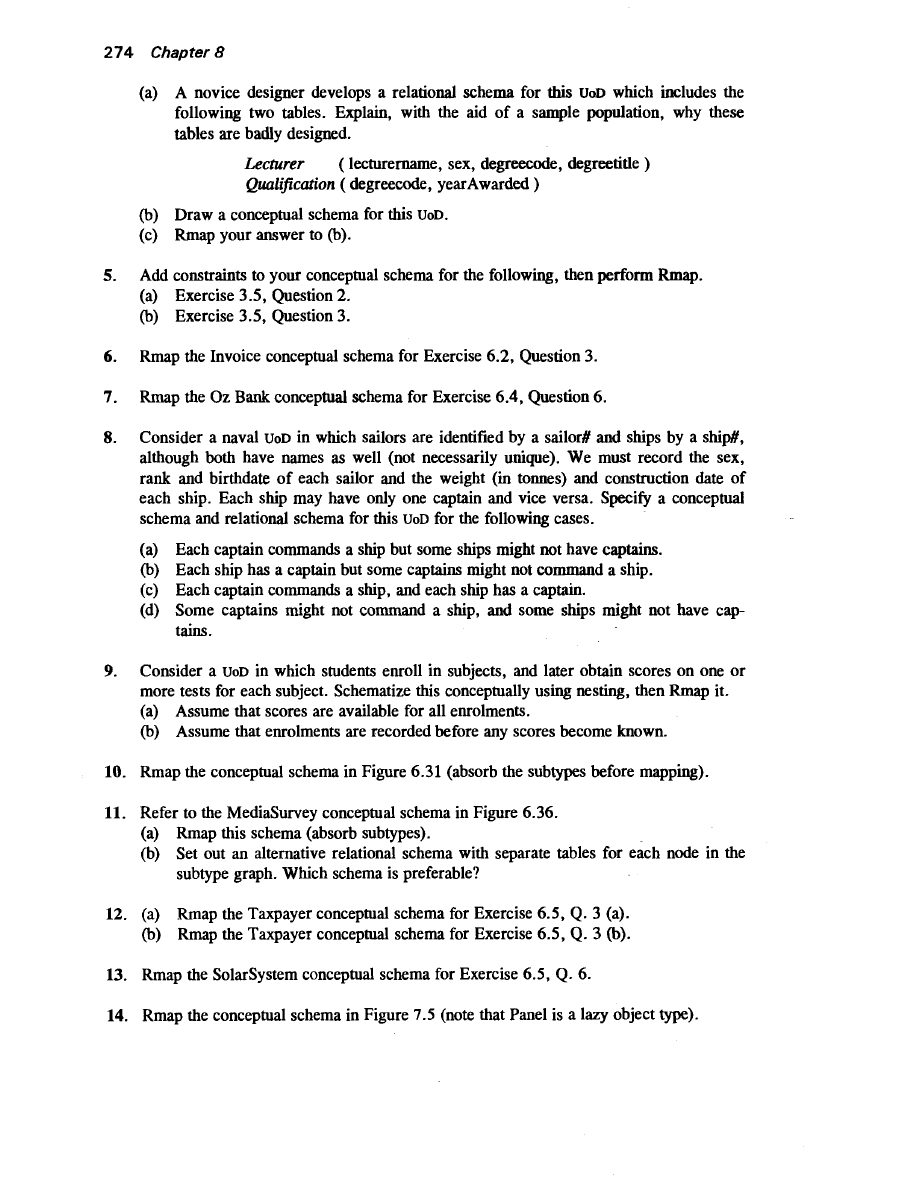 274 Chapter 8
(a) A novice designer develops a relational schema for this UoD which includes the
following two tables. Explain, with the aid of a sample population, why these
tables are badly designed.
Lecturer ( lecturername, sex, degreecode, degreetitle )
Qualification ( degreecode, yearAwarded )
(b) Draw a conceptual schema for this UoD.
(c) Rmap your answer to (b).
5. Add constraints to your conceptual schema for the following, then perform Rmap.
(a) Exercise 3.5, Question 2.
(b) Exercise 3.5, Question 3.
6. Rmap the Invoice conceptual schema for Exercise 6.2, Question 3.
7. Rmap the Oz Bank conceptual schema for Exercise 6.4, Question 6.
8. Consider a naval UoD in which sailors are identified by a sailor# and ships by a ship#,
although both have names as well (not necessarily unique). We must record the sex,
rank and birthdate of each sailor and the weight (in tonnes) and construction date of
each ship. Each ship may have only one captain and vice versa. Specify a conceptual
schema and relational schema for this UoD for the following cases.
(a) Each captain commands a ship but some ships might not have captains.
(b) Each ship has a captain but some captains might not command a ship.
(c) Each captain commands a ship, and each ship has a captain.
(d) Some captains might not command a ship, and some ships might not have cap-
tains.
9. Consider a UoD in which students enroll in subjects, and later obtain scores on one or
more tests for each subject. Schematize this conceptually using nesting, then Rmap it.
(a) Assume that scores are available for all enrolments.
(b) Assume that enrolments are recorded before any scores become known.
10. Rmap the conceptual schema in Figure 6.31 (absorb the subtypes before mapping).
11. Refer to the MediaSurvey conceptual schema in Figure 6.36.
(a) Rmap this schema (absorb subtypes).
(b) Set out an alternative relational schema with separate tables for each node in the
subtype graph. Which schema is preferable?
12. (a) Rmap the Taxpayer conceptual schema for Exercise 6.5, Q. 3 (a).
(b) Rmap the Taxpayer conceptual schema for Exercise 6.5, Q. 3 (b).
13. Rmap the SolarSystem conceptual schema for Exercise 6.5, Q. 6.
14. Rmap the conceptual schema in Figure 7.5 (note that Panel is a lazy object type).